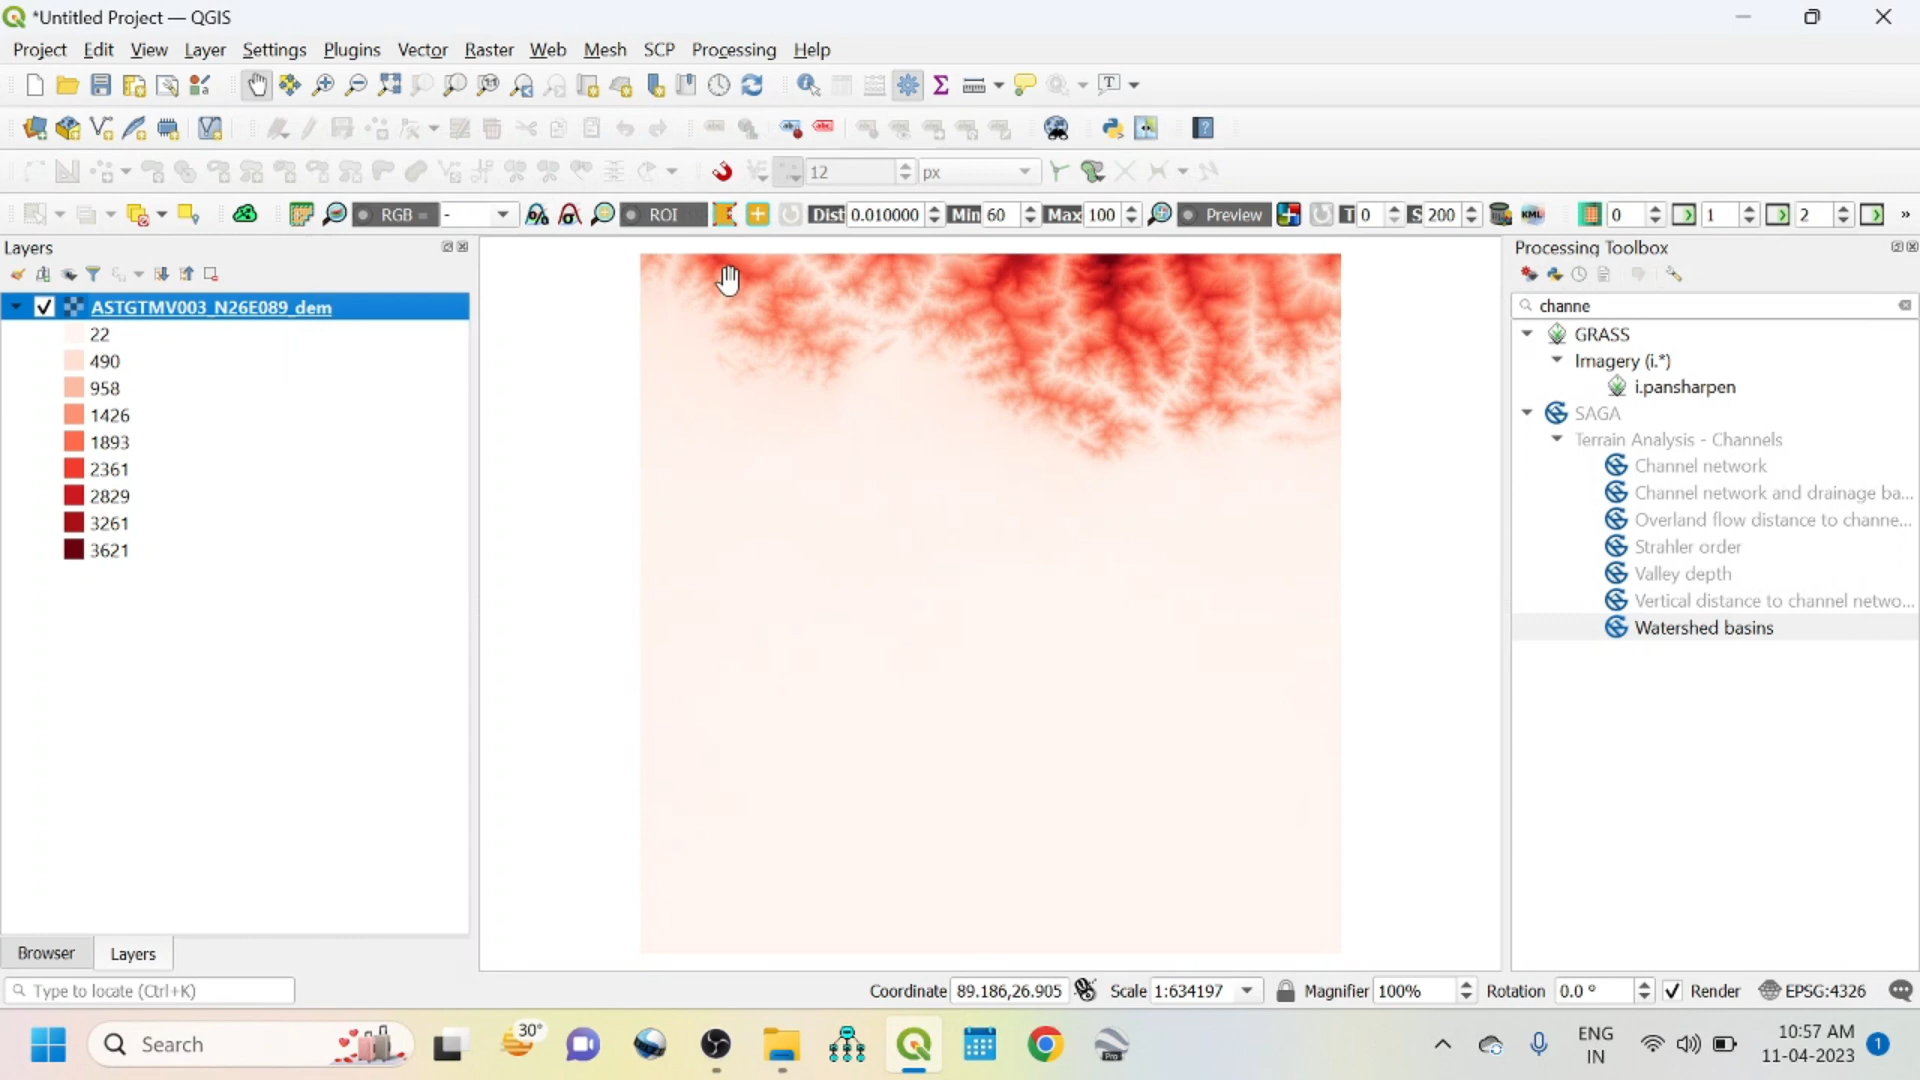 *Untitled Project — QGIS
Project Edit View Layer Settings Plugins Vector Raster Web Mesh SCP Processing Help
12 px
RGB = - ROI Dist 0.010000 Min 60 Max 100 Preview T 0 S 200 KML 0 1 2 »
Layers
ASTGTMV003_N26E089_dem
22
490
958
1426
1893
2361
2829
3261
3621
Browser Layers
Processing Toolbox
channe
GRASS
Imagery (i.*)
i.pansharpen
SAGA
Terrain Analysis - Channels
Channel network
Channel network and drainage ba...
Overland flow distance to channe...
Strahler order
Valley depth
Vertical distance to channel netwo...
Watershed basins
Type to locate (Ctrl+K) Coordinate 89.186,26.905 Scale 1:634197 Magnifier 100% Rotation 0.0 ° Render EPSG:4326
Search 30° Pro ENG IN 10:57 AM 11-04-2023 1